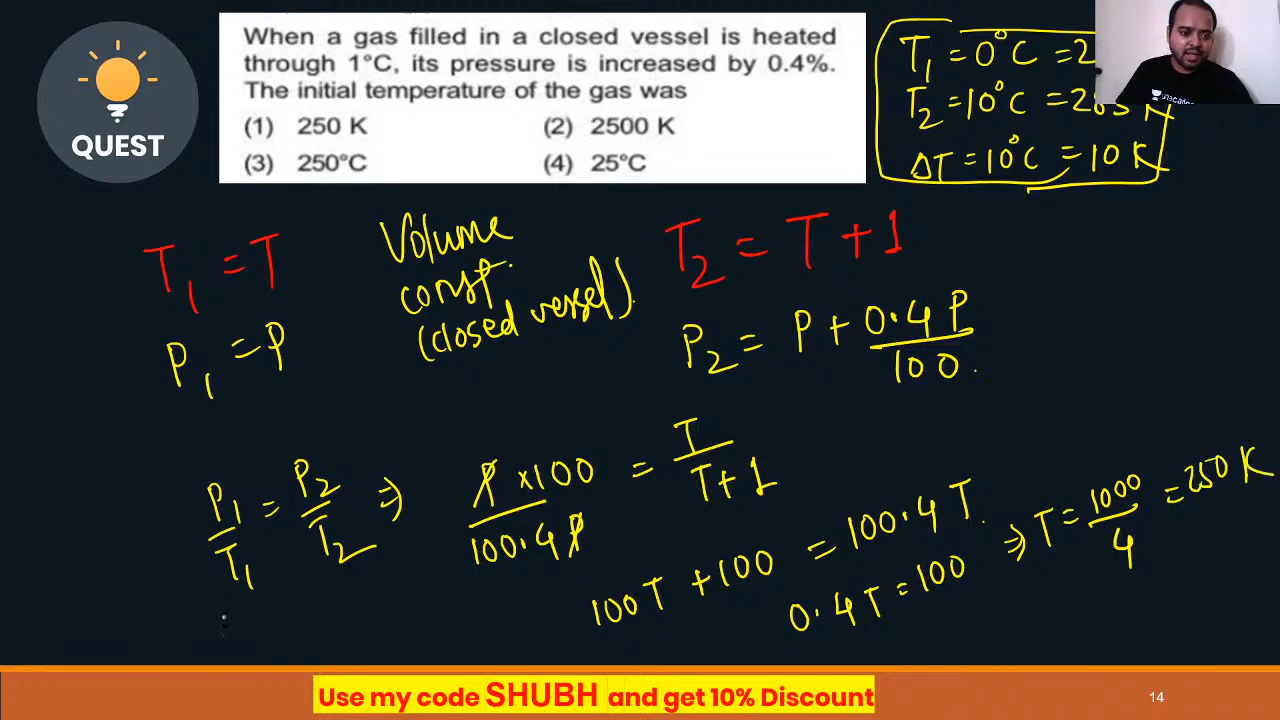 QUEST
When a gas filled in a closed vessel is heated
through 1°C, its pressure is increased by 0.4%.
The initial temperature of the gas was
(1) 250 K (2) 2500 K
(3) 250°C (4) 25°C
T₁ = 0°C = 2
T₂ = 10°C =
ΔT = 10°C = 10 K
T₁ = T
P₁ = P
Volume
const.
(closed vessel).
T₂ = T + 1
P₂ = P + 0.4 P / 100.
P₁/T₁ = P₂/T₂ ⇒ P × 100 / 100.4 P = T / T + 1
100T + 100 = 100.4 T.
0.4T = 100 ⇒ T = 1000 / 4 = 250 K
Use my code SHUBH and get 10% Discount
14